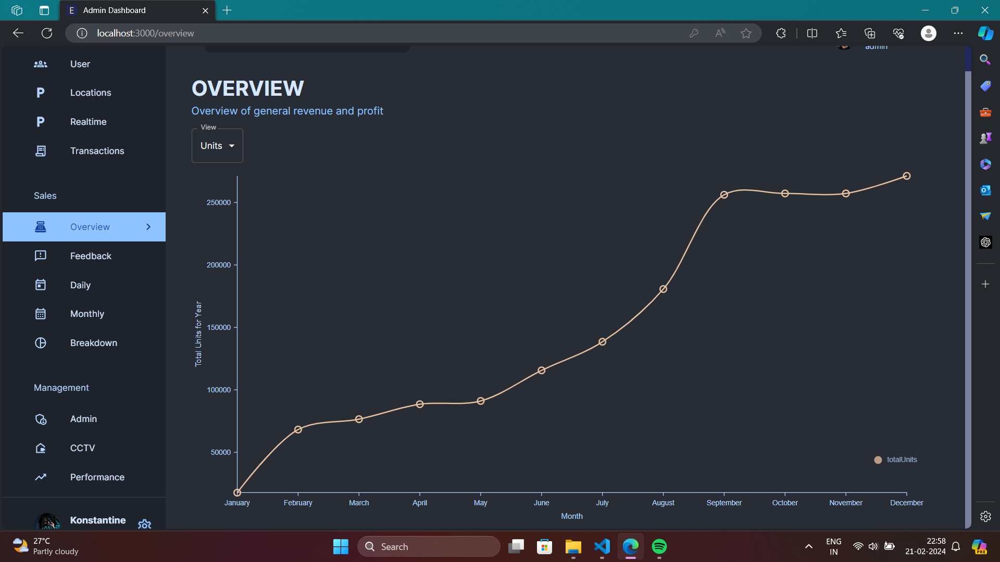 E Admin Dashboard
localhost:3000/overview
admin
User
P Locations
P Realtime
Transactions
Sales
Overview
Feedback
Daily
Monthly
Breakdown
Management
Admin
CCTV
Performance
Konstantine
OVERVIEW
Overview of general revenue and profit
View
Units
Total Units for Year
250000
200000
150000
100000
50000
totalUnits
January February March April May June July August September October November December
Month
27°C
Partly cloudy
Search
ENG
IN
22:58
21-02-2024
PRE